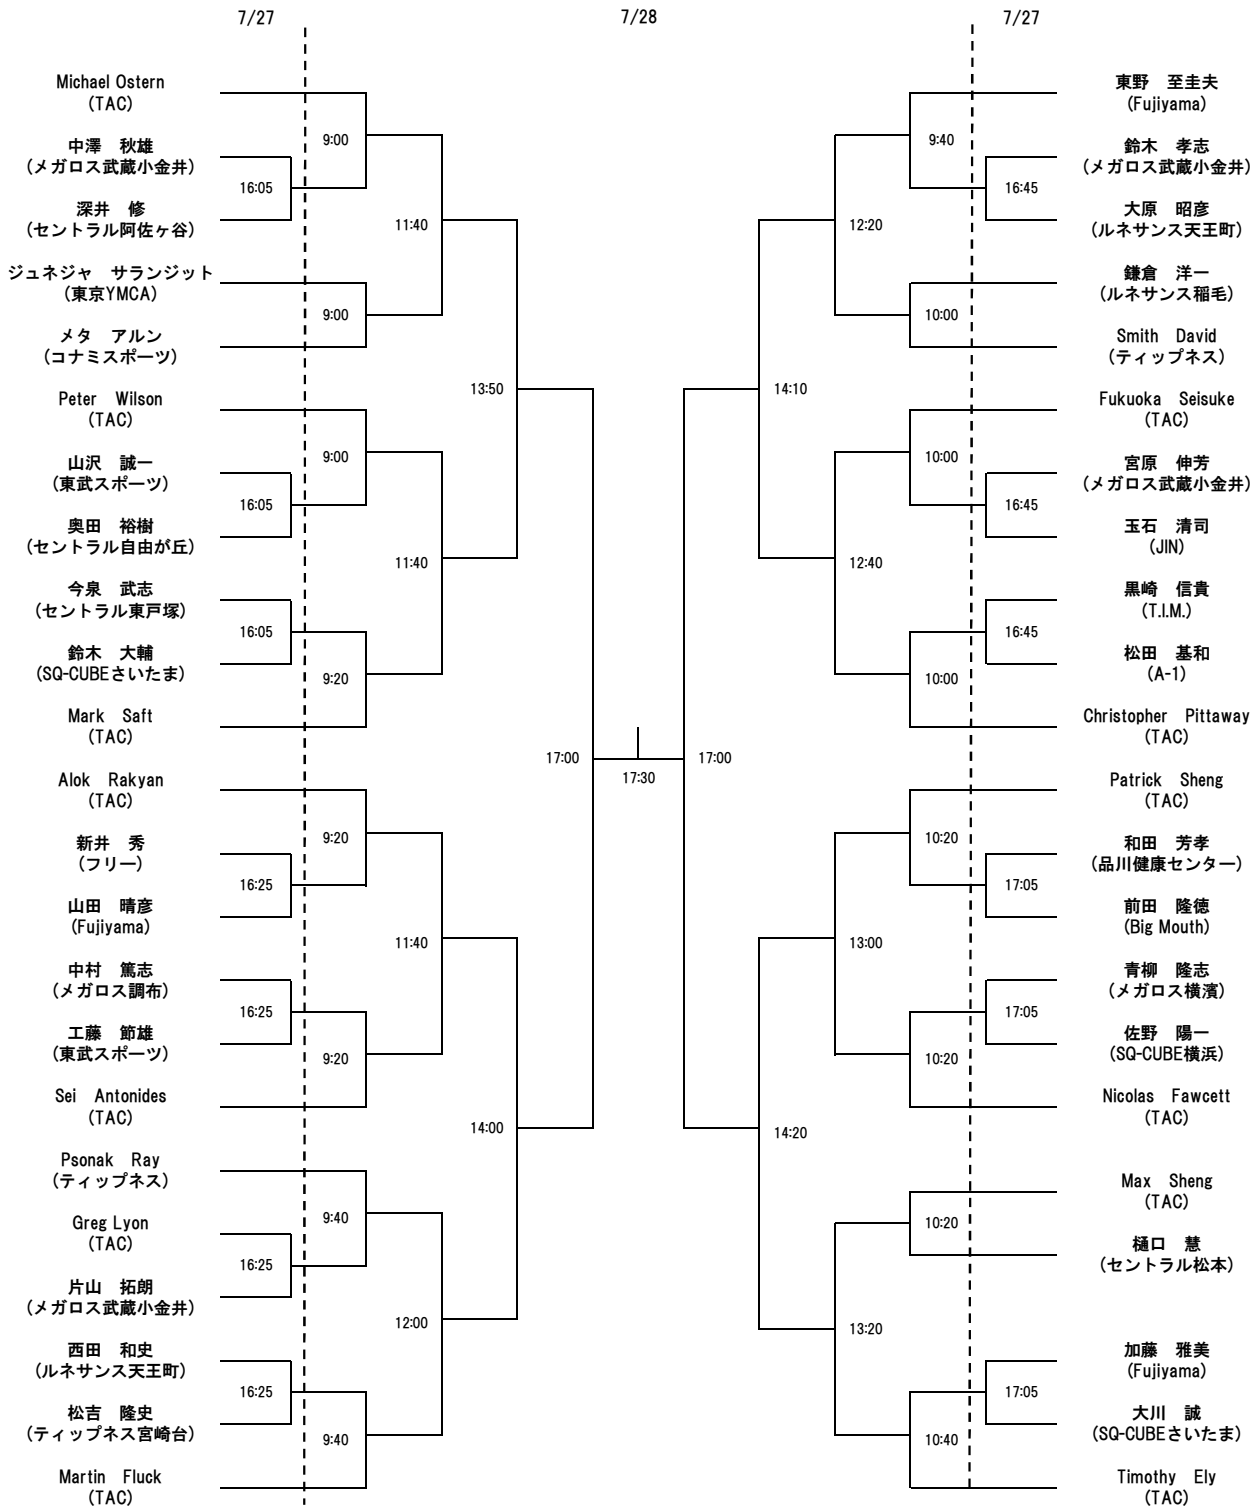 7/27
7/28
7/27
Michael Ostern
(TAC)
中澤　秋雄
(メガロス武蔵小金井)
深井　修
(セントラル阿佐ヶ谷)
ジュネジャ　サランジット
(東京YMCA)
メタ　アルン
(コナミスポーツ)
Peter　Wilson
(TAC)
山沢　誠一
(東武スポーツ)
奥田　裕樹
(セントラル自由が丘)
今泉　武志
(セントラル東戸塚)
鈴木　大輔
(SQ-CUBEさいたま)
Mark　Saft
(TAC)
Alok　Rakyan
(TAC)
新井　秀
(フリー)
山田　晴彦
(Fujiyama)
中村　篤志
(メガロス調布)
工藤　節雄
(東武スポーツ)
Sei　Antonides
(TAC)
Psonak　Ray
(ティップネス)
Greg Lyon
(TAC)
片山　拓朗
(メガロス武蔵小金井)
西田　和史
(ルネサンス天王町)
松吉　隆史
(ティップネス宮崎台)
Martin　Fluck
(TAC)
16:05
16:05
16:05
16:25
16:25
16:25
16:25
9:00
9:00
9:00
9:20
9:20
9:20
9:40
9:40
11:40
11:40
11:40
12:00
13:50
14:00
17:00
17:30
17:00
14:10
14:20
12:20
12:40
13:00
13:20
9:40
10:00
10:00
10:00
10:20
10:20
10:20
10:40
16:45
16:45
16:45
17:05
17:05
17:05
東野　至圭夫
(Fujiyama)
鈴木　孝志
(メガロス武蔵小金井)
大原　昭彦
(ルネサンス天王町)
鎌倉　洋一
(ルネサンス稲毛)
Smith　David
(ティップネス)
Fukuoka　Seisuke
(TAC)
宮原　伸芳
(メガロス武蔵小金井)
玉石　清司
(JIN)
黒崎　信貴
(T.I.M.)
松田　基和
(A-1)
Christopher　Pittaway
(TAC)
Patrick　Sheng
(TAC)
和田　芳孝
(品川健康センター)
前田　隆徳
(Big Mouth)
青柳　隆志
(メガロス横濱)
佐野　陽一
(SQ-CUBE横浜)
Nicolas　Fawcett
(TAC)
Max　Sheng
(TAC)
樋口　慧
(セントラル松本)
加藤　雅美
(Fujiyama)
大川　誠
(SQ-CUBEさいたま)
Timothy　Ely
(TAC)